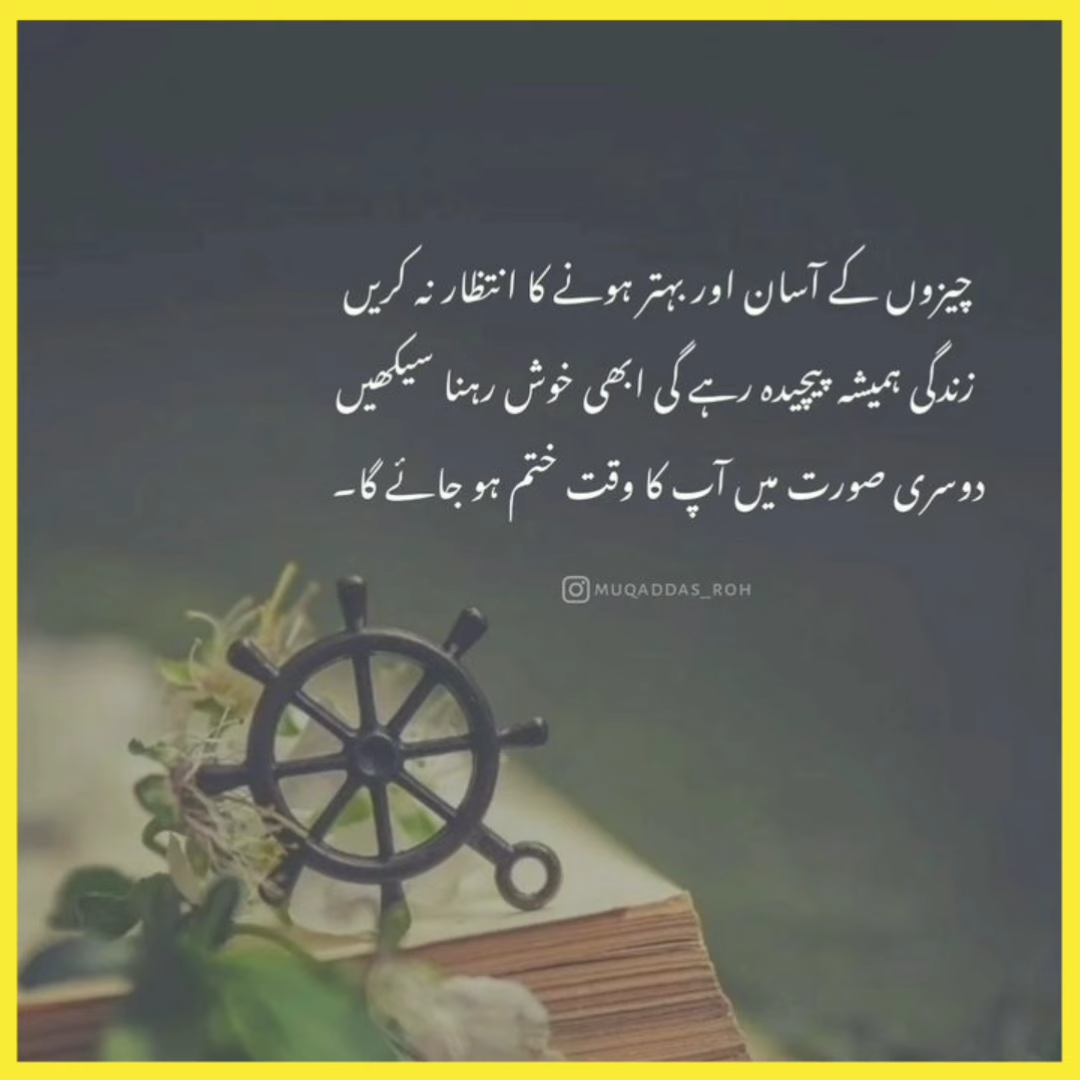 چیزوں کے آسان اور بہتر ہونے کا انتظار نہ کریں
زندگی ہمیشہ پیچیدہ رہے گی ابھی خوش رہنا سیکھیں
دوسری صورت میں آپ کا وقت ختم ہو جائے گا۔
MUQADDAS_ROH